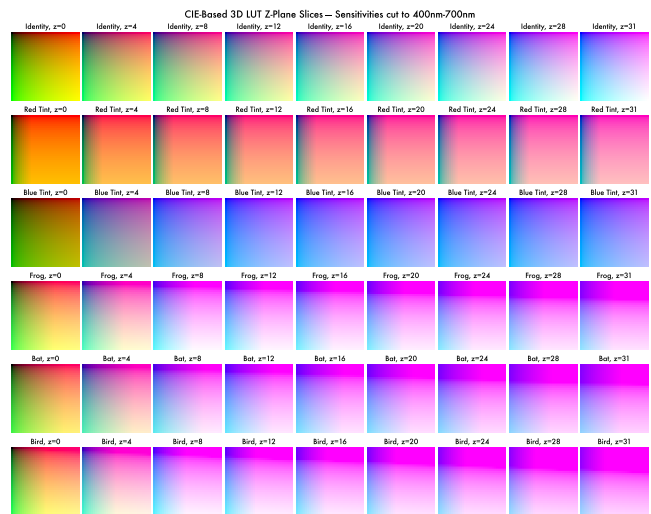 CIE-Based 3D LUT Z-Plane Slices — Sensitivities cut to 400nm-700nm
Identity, z=0 Identity, z=4 Identity, z=8 Identity, z=12 Identity, z=16 Identity, z=20 Identity, z=24 Identity, z=28 Identity, z=31
Red Tint, z=0 Red Tint, z=4 Red Tint, z=8 Red Tint, z=12 Red Tint, z=16 Red Tint, z=20 Red Tint, z=24 Red Tint, z=28 Red Tint, z=31
Blue Tint, z=0 Blue Tint, z=4 Blue Tint, z=8 Blue Tint, z=12 Blue Tint, z=16 Blue Tint, z=20 Blue Tint, z=24 Blue Tint, z=28 Blue Tint, z=31
Frog, z=0 Frog, z=4 Frog, z=8 Frog, z=12 Frog, z=16 Frog, z=20 Frog, z=24 Frog, z=28 Frog, z=31
Bat, z=0 Bat, z=4 Bat, z=8 Bat, z=12 Bat, z=16 Bat, z=20 Bat, z=24 Bat, z=28 Bat, z=31
Bird, z=0 Bird, z=4 Bird, z=8 Bird, z=12 Bird, z=16 Bird, z=20 Bird, z=24 Bird, z=28 Bird, z=31